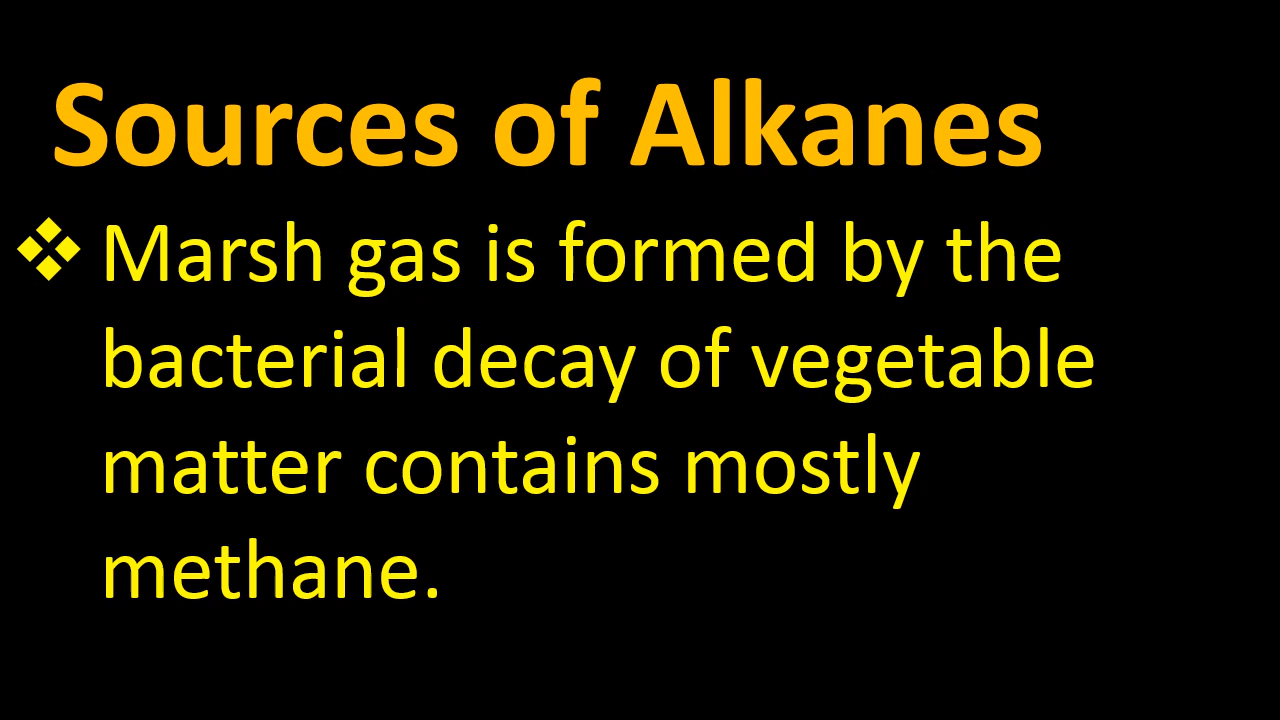 Sources of Alkanes
❖ Marsh gas is formed by the
bacterial decay of vegetable
matter contains mostly
methane.